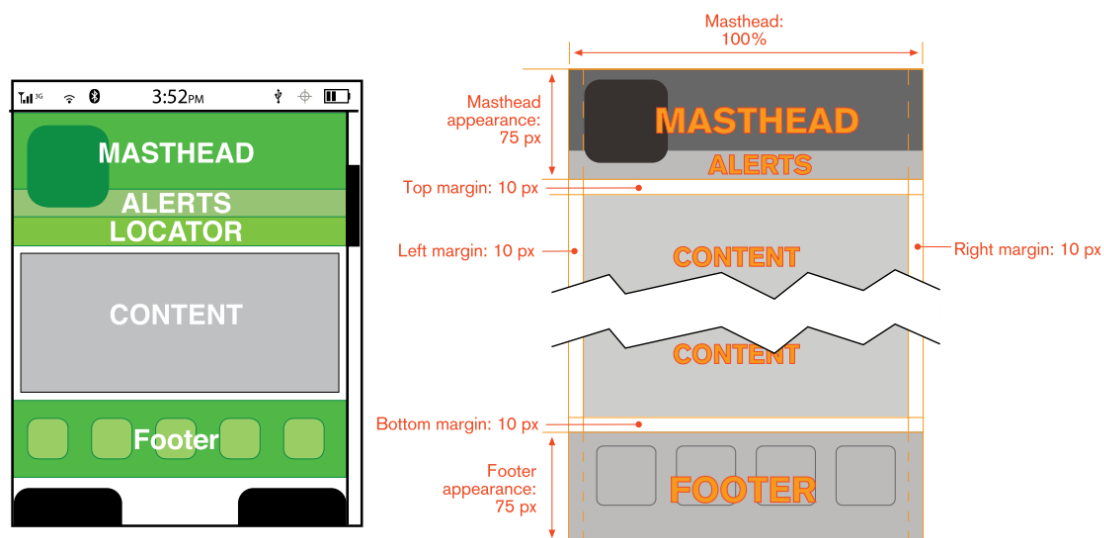 3G
3:52PM
MASTHEAD
ALERTS
LOCATOR
CONTENT
Footer
Masthead:
100%
Masthead
appearance:
75 px
MASTHEAD
ALERTS
Top margin: 10 px
Left margin: 10 px
CONTENT
Right margin: 10 px
CONTENT
Bottom margin: 10 px
Footer
appearance:
75 px
FOOTER